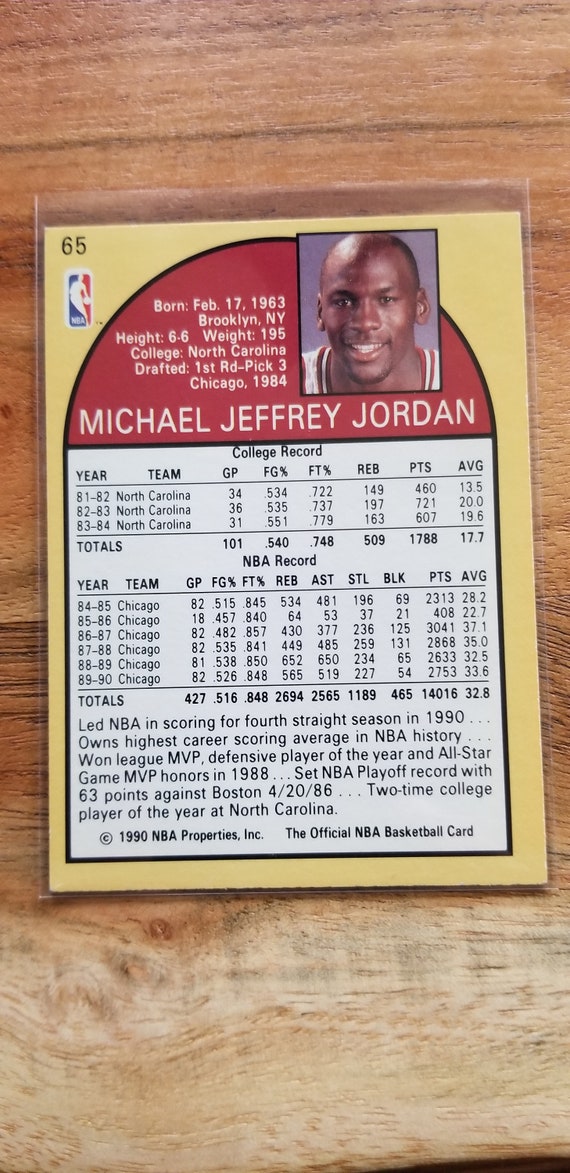 65
NBA
Born: Feb. 17, 1963
Brooklyn, NY
Height: 6-6 Weight: 195
College: North Carolina
Drafted: 1st Rd-Pick 3
Chicago, 1984
MICHAEL JEFFREY JORDAN
College Record
YEAR TEAM GP FG% FT% REB PTS AVG
81-82 North Carolina 34 .534 .722 149 460 13.5
82-83 North Carolina 36 .535 .737 197 721 20.0
83-84 North Carolina 31 .551 .779 163 607 19.6
TOTALS 101 .540 .748 509 1788 17.7
NBA Record
YEAR TEAM GP FG% FT% REB AST STL BLK PTS AVG
84-85 Chicago 82 .515 .845 534 481 196 69 2313 28.2
85-86 Chicago 18 .457 .840 64 53 37 21 408 22.7
86-87 Chicago 82 .482 .857 430 377 236 125 3041 37.1
87-88 Chicago 82 .535 .841 449 485 259 131 2868 35.0
88-89 Chicago 81 .538 .850 652 650 234 65 2633 32.5
89-90 Chicago 82 .526 .848 565 519 227 54 2753 33.6
TOTALS 427 .516 .848 2694 2565 1189 465 14016 32.8
Led NBA in scoring for fourth straight season in 1990 . . .
Owns highest career scoring average in NBA history . . .
Won league MVP, defensive player of the year and All-Star
Game MVP honors in 1988 . . . Set NBA Playoff record with
63 points against Boston 4/20/86 . . . Two-time college
player of the year at North Carolina.
© 1990 NBA Properties, Inc. The Official NBA Basketball Card